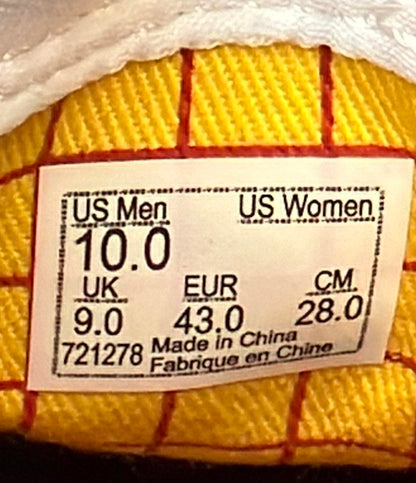 US Men US Women
10.0
UK EUR CM
9.0 43.0 28.0
721278 Made in China
Fabrique en Chine